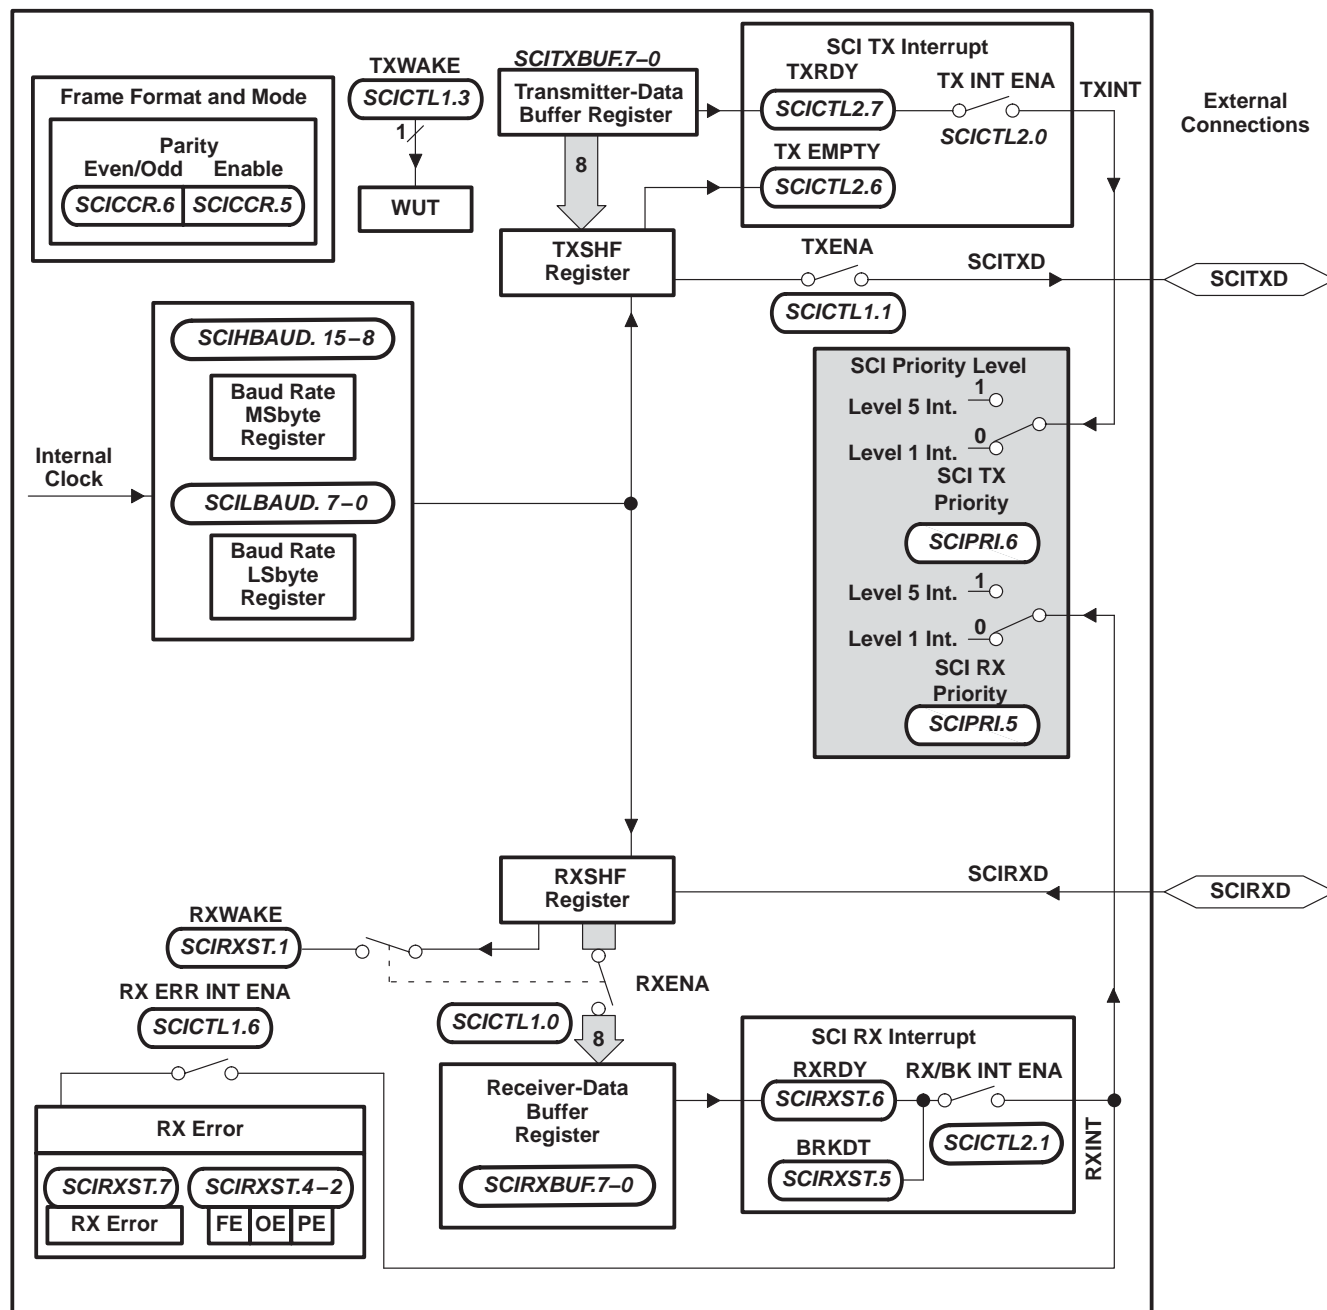 SCITXBUF.7–0
SCI TX Interrupt
TXWAKE
SCICTL1.3
1
Transmitter-Data
Buffer Register
TXRDY
SCICTL2.7
TX INT ENA
SCICTL2.0
TXINT
External
Connections
Frame Format and Mode
Parity
Even/Odd
Enable
SCICCR.6
SCICCR.5
WUT
8
TX EMPTY
SCICTL2.6
TXSHF
Register
TXENA
SCICTL1.1
SCITXD
SCITXD
SCIHBAUD. 15–8
Baud Rate
MSbyte
Register
Internal
Clock
SCILBAUD. 7–0
Baud Rate
LSbyte
Register
SCI Priority Level
1
Level 5 Int.
0
Level 1 Int.
SCI TX
Priority
SCIPRI.6
1
Level 5 Int.
0
Level 1 Int.
SCI RX
Priority
SCIPRI.5
RXSHF
Register
SCIRXD
SCIRXD
RXWAKE
SCIRXST.1
RXENA
RX ERR INT ENA
SCICTL1.6
SCICTL1.0
8
Receiver-Data
Buffer
Register
SCIRXBUF.7–0
SCI RX Interrupt
RXRDY
SCIRXST.6
RX/BK INT ENA
SCICTL2.1
BRKDT
SCIRXST.5
RXINT
RX Error
SCIRXST.7
SCIRXST.4–2
RX Error
FE
OE
PE